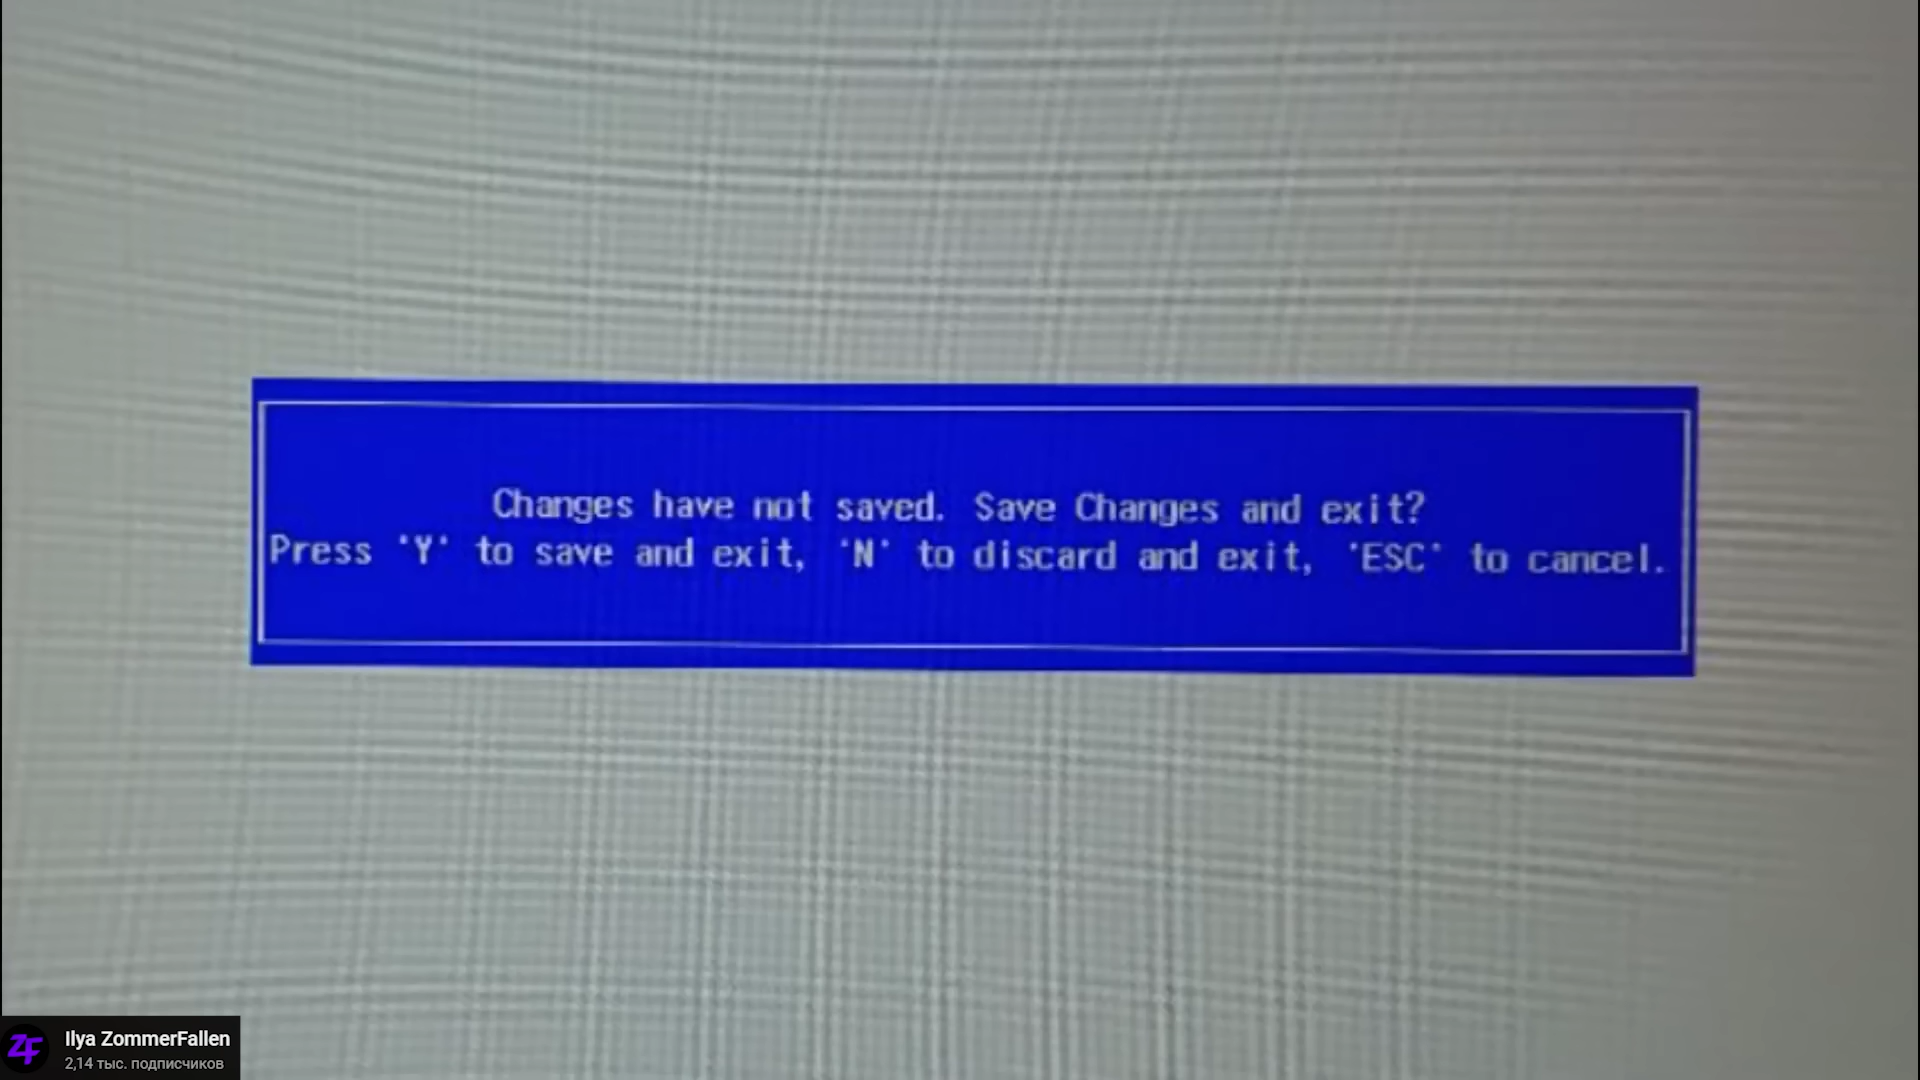 Changes have not saved. Save Changes and exit?
Press 'Y' to save and exit, 'N' to discard and exit, 'ESC' to cancel.
ZF
Ilya ZommerFallen
2,14 тыс. подписчиков